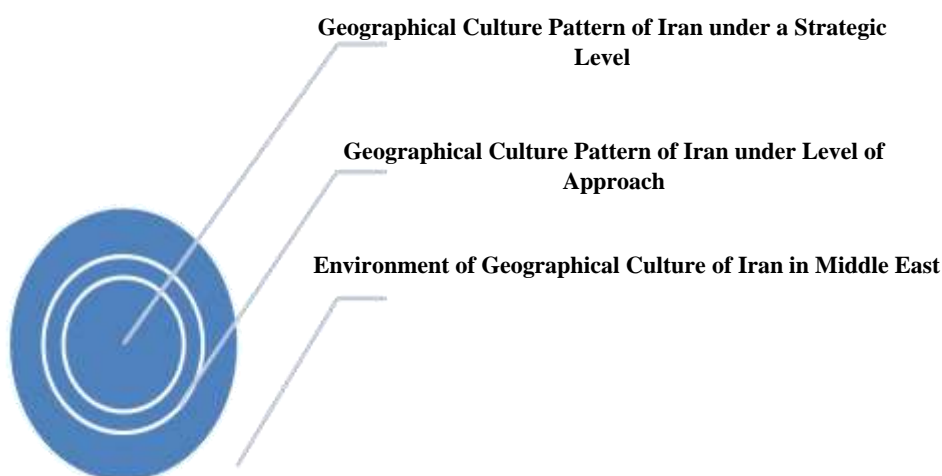 Geographical Culture Pattern of Iran under a Strategic
Level
Geographical Culture Pattern of Iran under Level of
Approach
Environment of Geographical Culture of Iran in Middle East